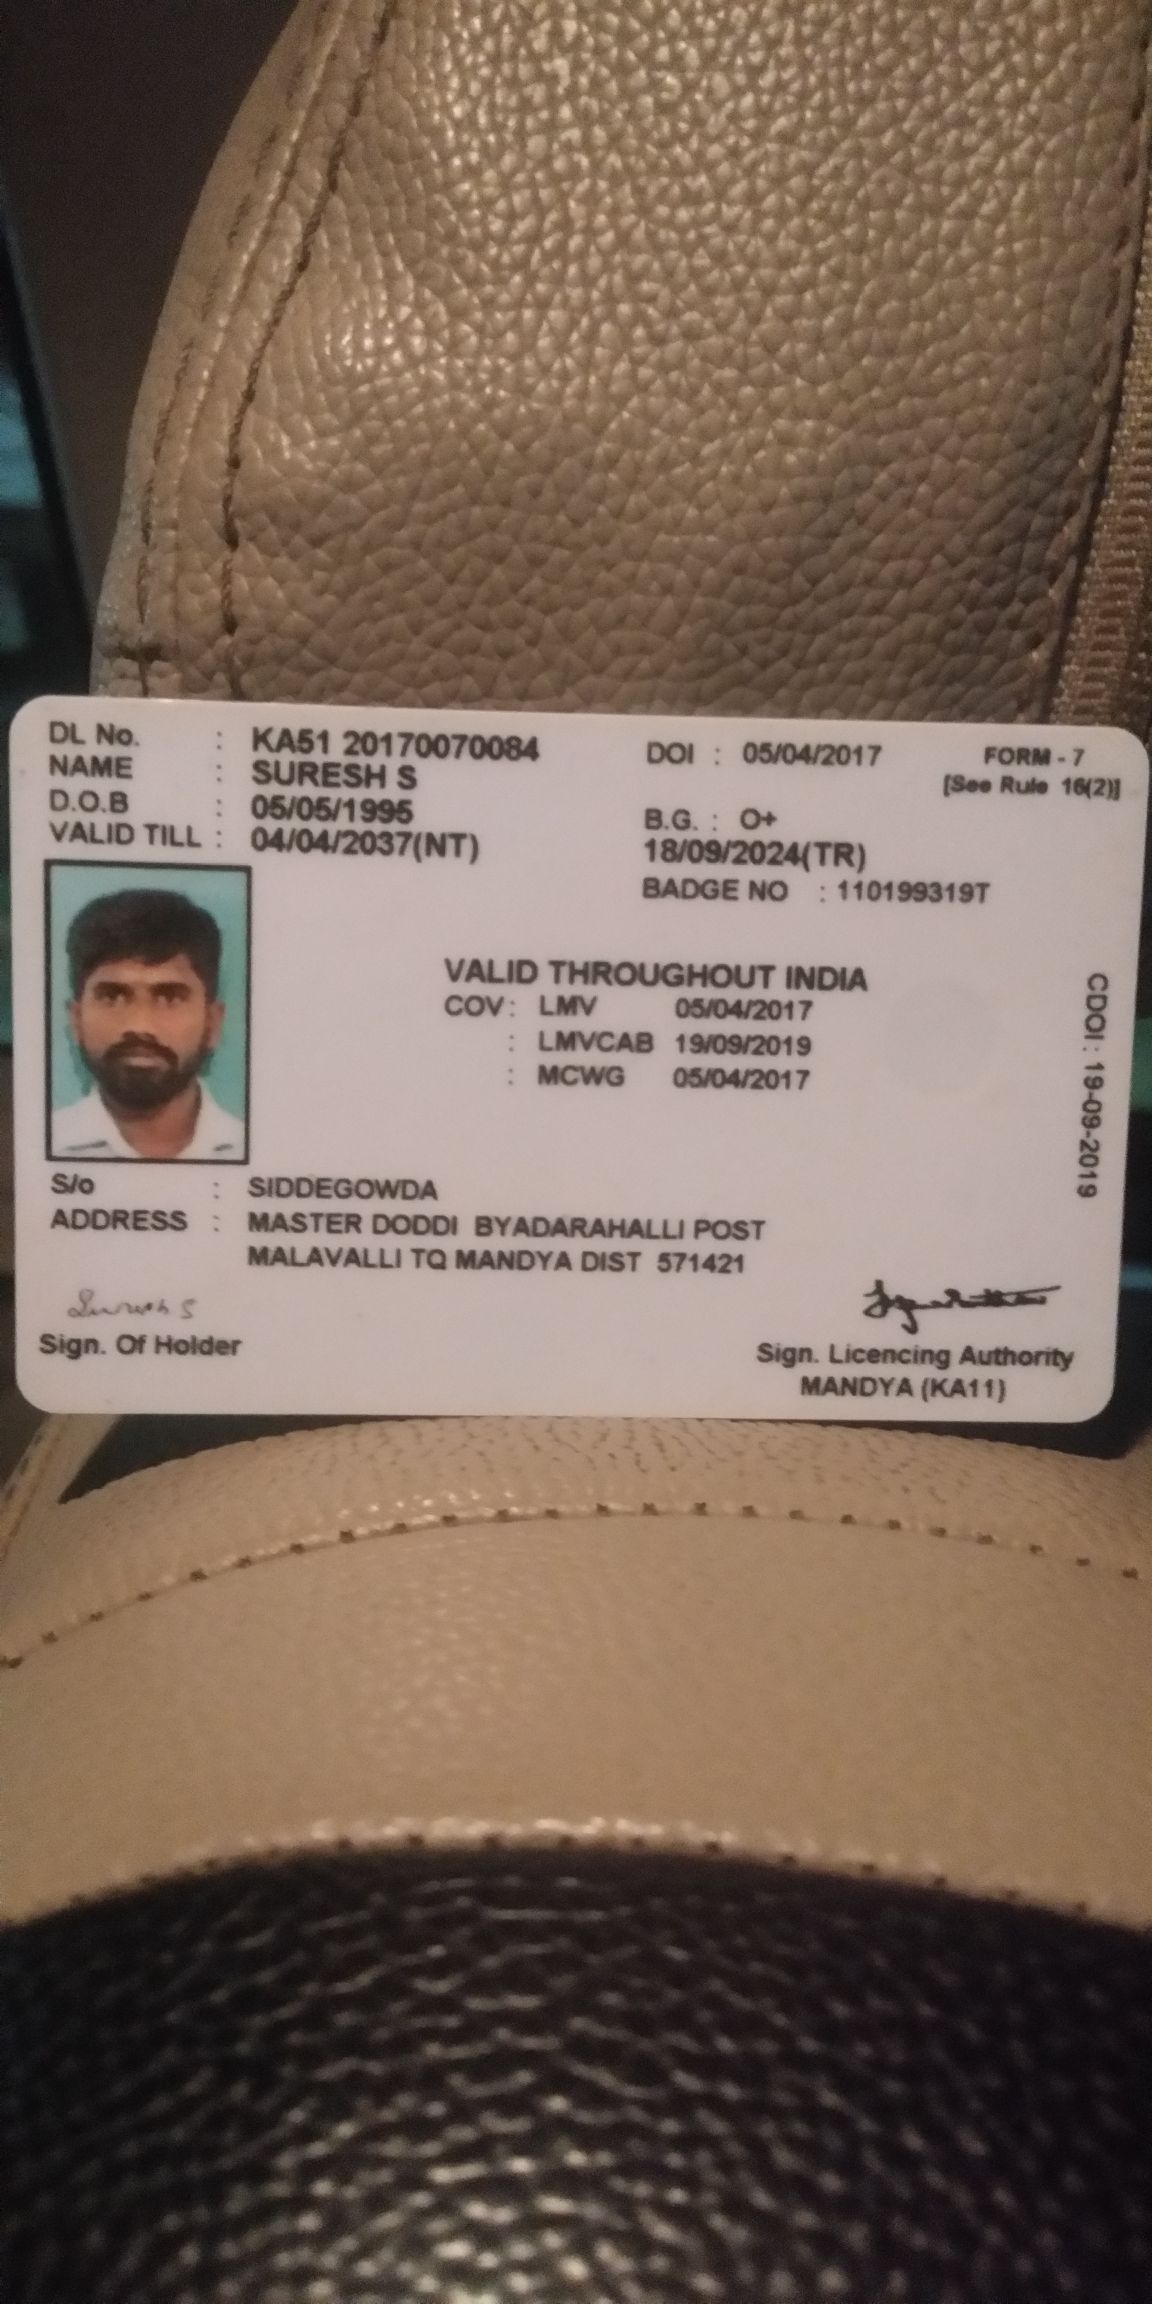 DL No. : KA51 20170070084 DOI : 05/04/2017 FORM - 7
NAME : SURESH S [See Rule 16(2)]
D.O.B : 05/05/1995 B.G. : O+
VALID TILL : 04/04/2037(NT) 18/09/2024(TR)
BADGE NO : 110199319T
VALID THROUGHOUT INDIA
COV : LMV 05/04/2017
: LMVCAB 19/09/2019
: MCWG 05/04/2017
CDOI : 19-09-2019
S/o : SIDDEGOWDA
ADDRESS : MASTER DODDI BYADARAHALLI POST
MALAVALLI TQ MANDYA DIST 571421
Suresh S
Sign. Of Holder
Sign. Licencing Authority
MANDYA (KA11)